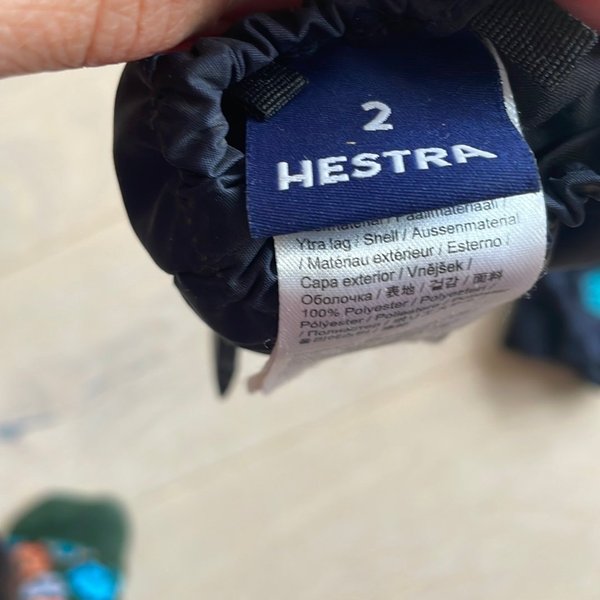 2
HESTRA
Ytra lag / Shell / Aussenmaterial
/ Matériau extérieur / Esterno /
Capa exterior / Vnějšek /
Оболочка / 表地 / 겉감 / 面料
100% Polyester / Polyester /
Polyester /